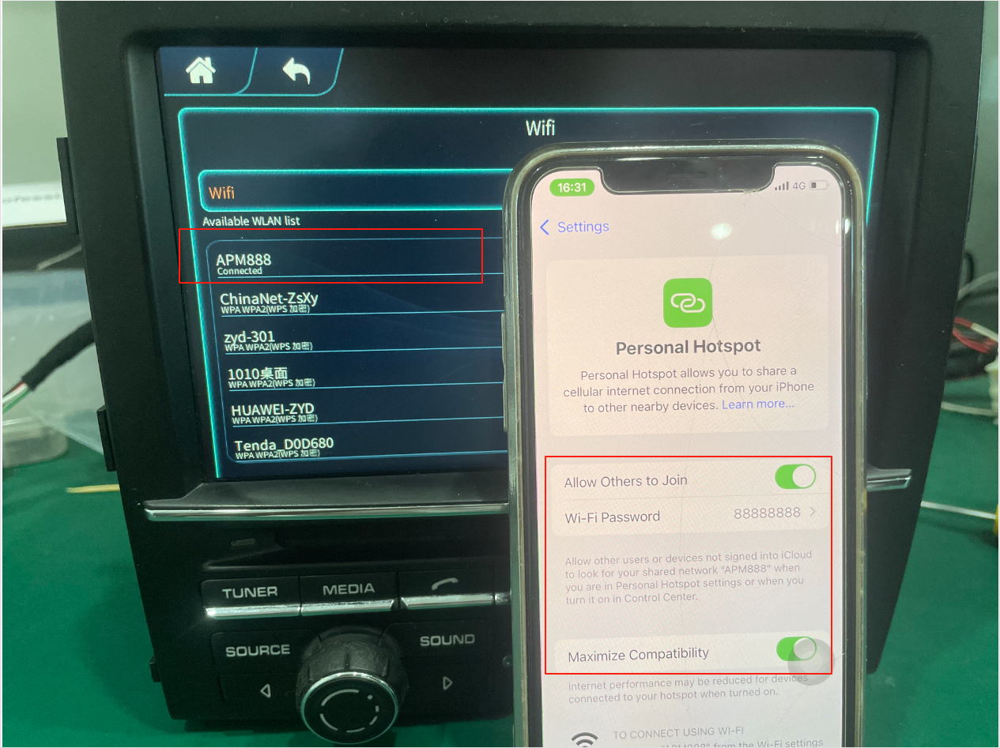 Wifi
Wifi
Available WLAN list
APM888
Connected
ChinaNet-ZsXy
WPA WPA2(WPS 加密)
zyd-301
WPA WPA2(WPS 加密)
1010桌面
WPA WPA2(WPS 加密)
HUAWEI-ZYD
WPA WPA2(WPS 加密)
Tenda_D0D680
WPA WPA2(WPS 加密)
TUNER
MEDIA
SOURCE
SOUND
16:31
4G
Settings
Personal Hotspot
Personal Hotspot allows you to share a
cellular internet connection from your iPhone
to other nearby devices. Learn more...
Allow Others to Join
Wi-Fi Password 88888888
Allow other users or devices not signed into iCloud
to look for your shared network “APM888” when
you are in Personal Hotspot settings or when you
turn it on in Control Center.
Maximize Compatibility
Internet performance may be reduced for devices
connected to your hotspot when turned on.
TO CONNECT USING WI-FI
“APM888” from the Wi-Fi settings